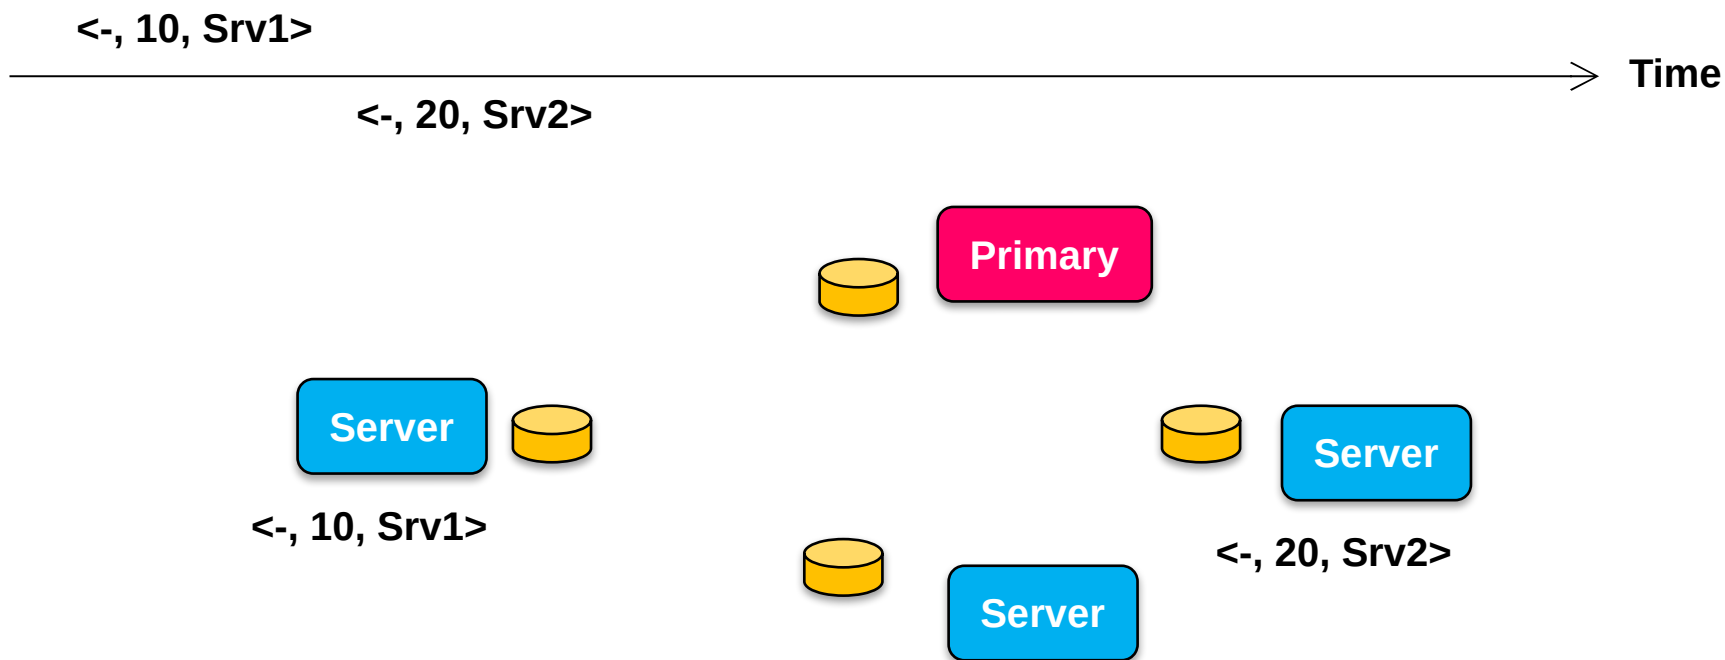 <-, 10, Srv1>
Time
<-, 20, Srv2>
Primary
Server
Server
<-, 10, Srv1>
<-, 20, Srv2>
Server